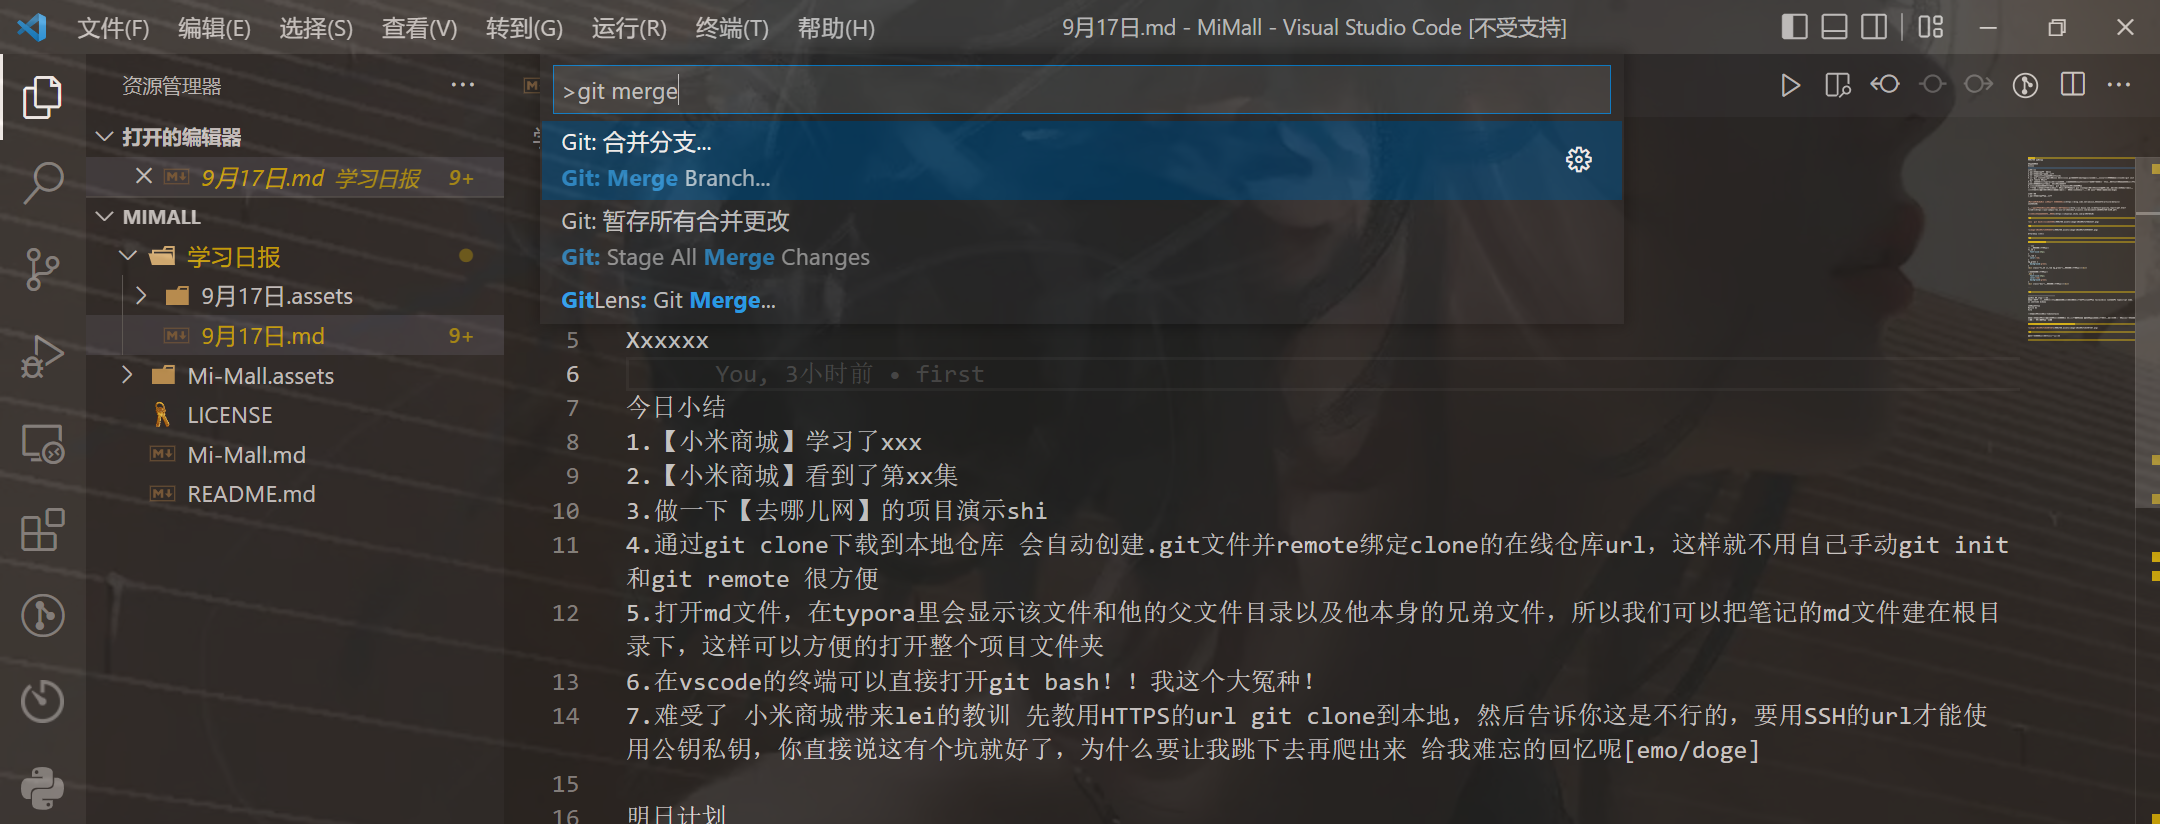 文件(F) 编辑(E) 选择(S) 查看(V) 转到(G) 运行(R) 终端(T) 帮助(H) 9月17日.md - MiMall - Visual Studio Code [不受支持]
资源管理器
>git merge
打开的编辑器
9月17日.md 学习日报 9+
MIMALL
学习日报
9月17日.assets
9月17日.md 9+
Mi-Mall.assets
LICENSE
Mi-Mall.md
README.md
Git: 合并分支...
Git: Merge Branch...
Git: 暂存所有合并更改
Git: Stage All Merge Changes
GitLens: Git Merge...
5 Xxxxxx
6 You, 3小时前 • first
7 今日小结
8 1.【小米商城】学习了xxx
9 2.【小米商城】看到了第xx集
10 3.做一下【去哪儿网】的项目演示shi
11 4.通过git clone下载到本地仓库 会自动创建.git文件并remote绑定clone的在线仓库url，这样就不用自己手动git init
和git remote 很方便
12 5.打开md文件，在typora里会显示该文件和他的父文件目录以及他本身的兄弟文件，所以我们可以把笔记的md文件建在根目
录下，这样可以方便的打开整个项目文件夹
13 6.在vscode的终端可以直接打开git bash！！我这个大冤种！
14 7.难受了 小米商城带来lei的教训 先教用HTTPS的url git clone到本地，然后告诉你这是不行的，要用SSH的url才能使
用公钥私钥，你直接说这有个坑就好了，为什么要让我跳下去再爬出来 给我难忘的回忆呢[emo/doge]
15
16 明日计划